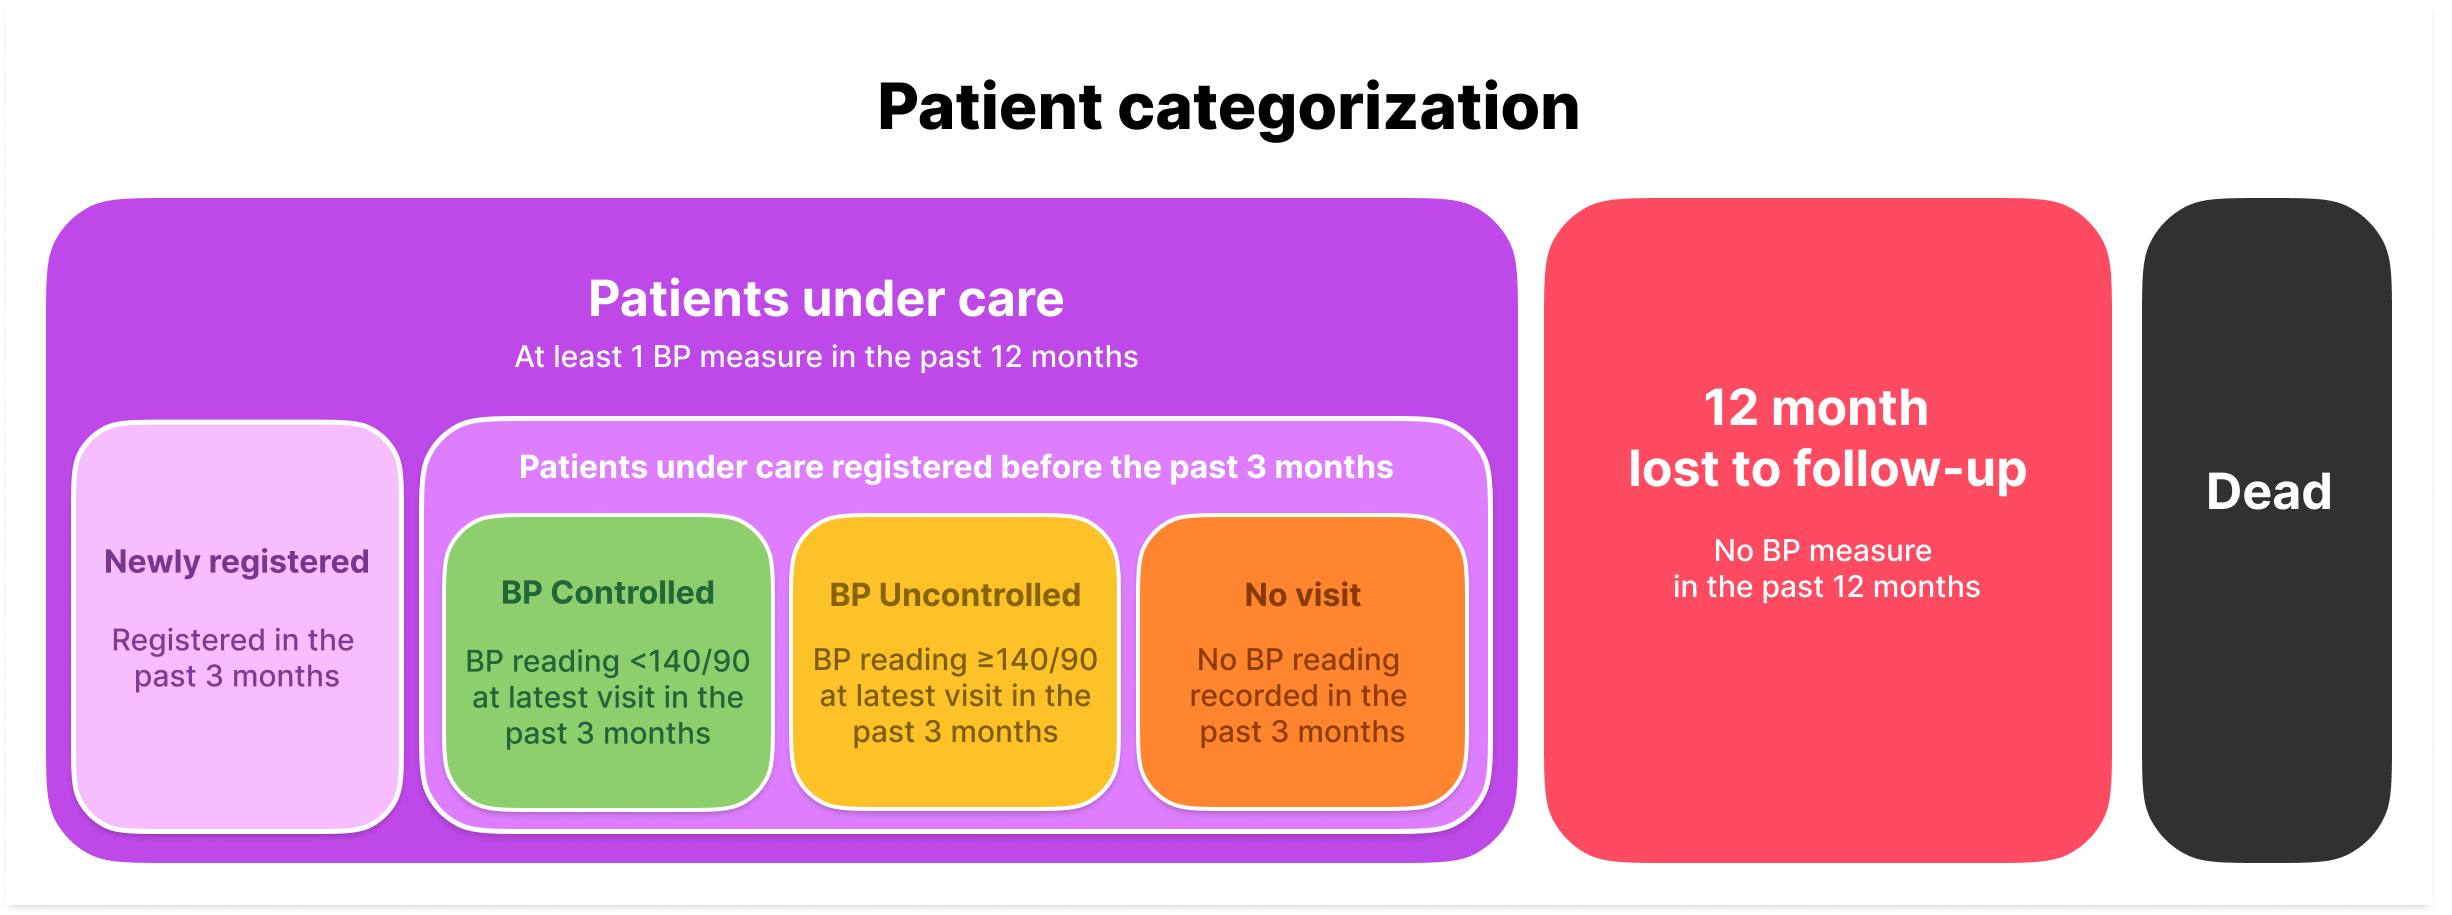 Patient categorization
Patients under care
At least 1 BP measure in the past 12 months
Newly registered
Registered in the
past 3 months
Patients under care registered before the past 3 months
BP Controlled
BP reading <140/90
at latest visit in the
past 3 months
BP Uncontrolled
BP reading ≥140/90
at latest visit in the
past 3 months
No visit
No BP reading
recorded in the
past 3 months
12 month
lost to follow-up
No BP measure
in the past 12 months
Dead